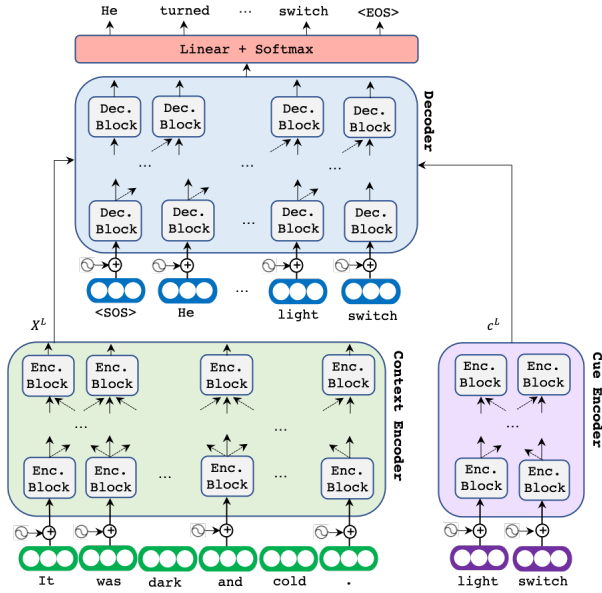 He turned ... switch <EOS>
Linear + Softmax
Dec. Block Dec. Block Dec. Block Dec. Block
... ...
Dec. Block Dec. Block ... Dec. Block Dec. Block
Decoder
<SOS> He ... light switch
X^L
c^L
Enc. Block Enc. Block Enc. Block Enc. Block
... ...
Enc. Block Enc. Block ... Enc. Block ... Enc. Block
Context Encoder
It was dark and cold .
Enc. Block Enc. Block
...
Enc. Block Enc. Block
Cue Encoder
light switch